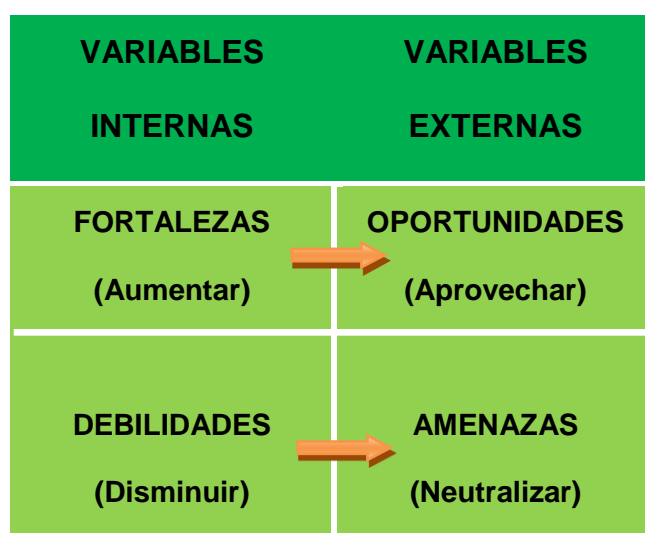 VARIABLES
INTERNAS
VARIABLES
EXTERNAS
FORTALEZAS
(Aumentar)
OPORTUNIDADES
(Aprovechar)
DEBILIDADES
(Disminuir)
AMENAZAS
(Neutralizar)